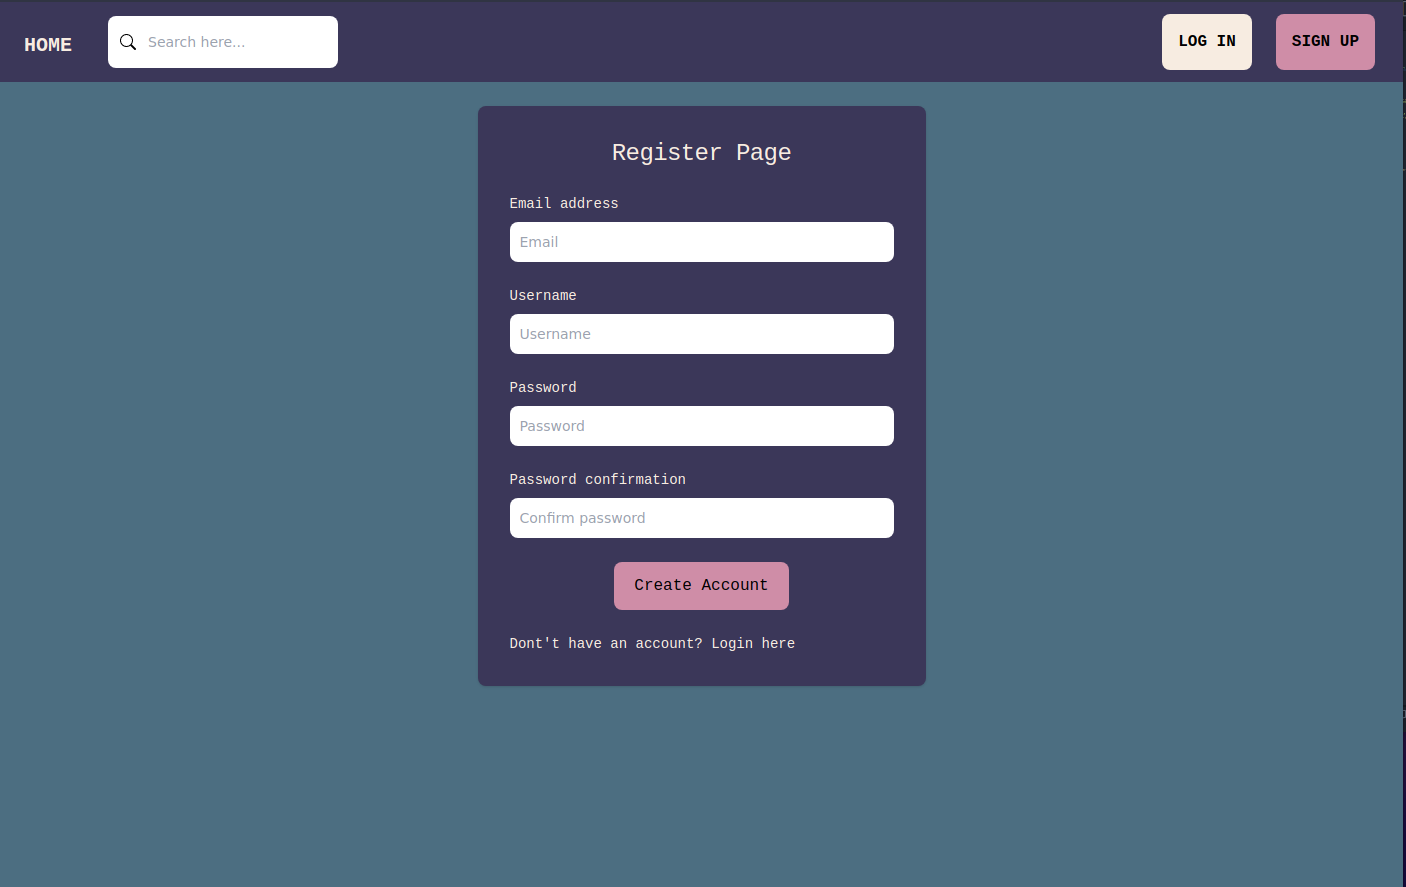 HOME
Search here...
LOG IN
SIGN UP
Register Page
Email address
Email
Username
Username
Password
Password
Password confirmation
Confirm password
Create Account
Dont't have an account? Login here